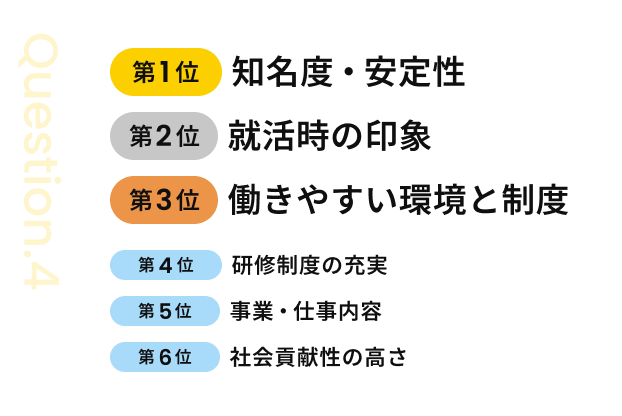 Question.4
第1位 知名度・安定性
第2位 就活時の印象
第3位 働きやすい環境と制度
第4位 研修制度の充実
第5位 事業・仕事内容
第6位 社会貢献性の高さ